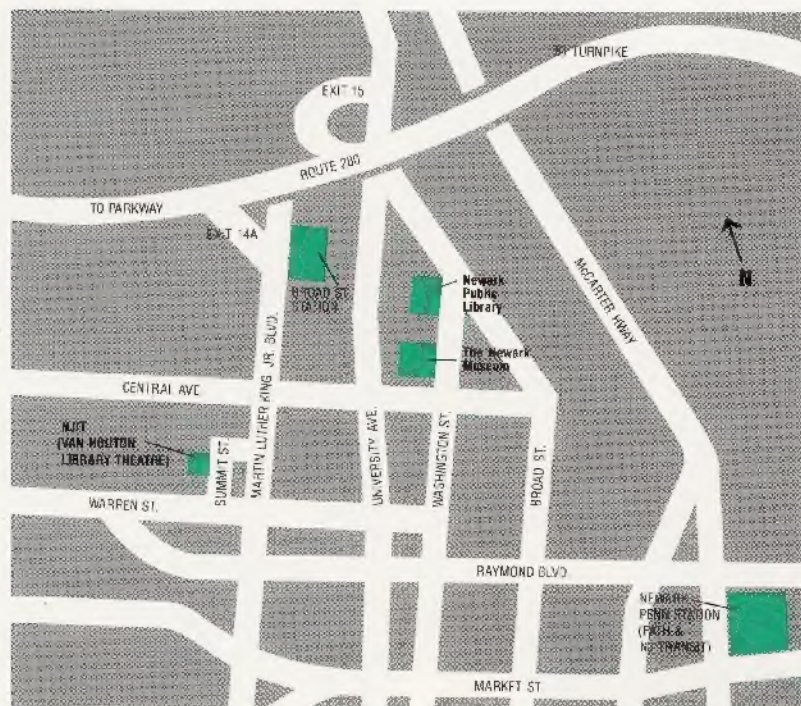 TO TURNPIKE
EXIT 15
ROUTE 280
TO PARKWAY
EXIT 14A
BROAD ST.
STATION
Newark
Public
Library
McCARTER HWAY
N
The Newark
Museum
CENTRAL AVE
MARTIN LUTHER KING JR. BLVD.
NJIT
(VAN HOUTON
LIBRARY THEATRE)
SUMMIT ST.
UNIVERSITY AVE.
WASHINGTON ST.
BROAD ST.
WARREN ST.
RAYMOND BLVD
NEWARK
PENN STATION
(PATH &
NJ TRANSIT)
MARKET ST.